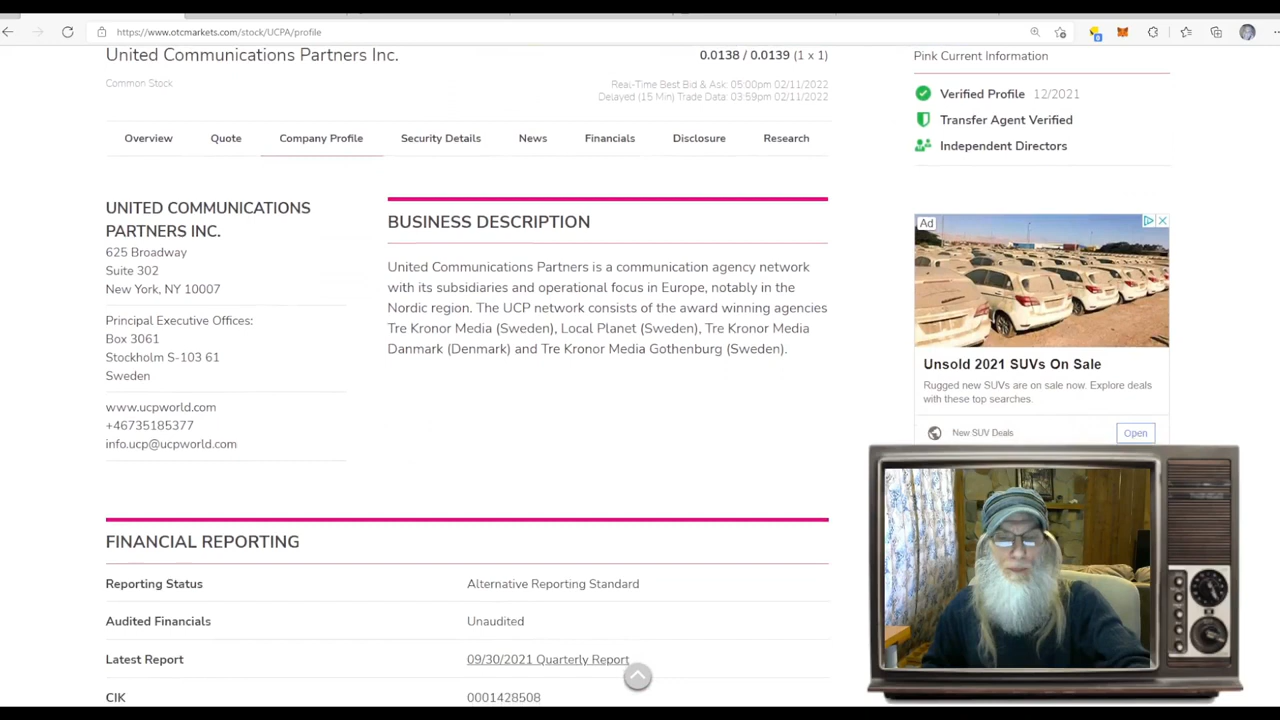 https://www.otcmarkets.com/stock/UCPA/profile
United Communications Partners Inc.
0.0138 / 0.0139 (1 x 1)
Common Stock
Real-Time Best Bid & Ask: 05:00pm 02/11/2022
Delayed (15 Min) Trade Data: 03:59pm 02/11/2022
Pink Current Information
Verified Profile 12/2021
Transfer Agent Verified
Independent Directors
Overview Quote Company Profile Security Details News Financials Disclosure Research
UNITED COMMUNICATIONS
PARTNERS INC.
625 Broadway
Suite 302
New York, NY 10007
Principal Executive Offices:
Box 3061
Stockholm S-103 61
Sweden
www.ucpworld.com
+46735185377
info.ucp@ucpworld.com
BUSINESS DESCRIPTION
United Communications Partners is a communication agency network
with its subsidiaries and operational focus in Europe, notably in the
Nordic region. The UCP network consists of the award winning agencies
Tre Kronor Media (Sweden), Local Planet (Sweden), Tre Kronor Media
Danmark (Denmark) and Tre Kronor Media Gothenburg (Sweden).
Ad
Unsold 2021 SUVs On Sale
Rugged new SUVs are on sale now. Explore deals
with these top searches.
New SUV Deals
Open
FINANCIAL REPORTING
Reporting Status Alternative Reporting Standard
Audited Financials Unaudited
Latest Report 09/30/2021 Quarterly Report
CIK 0001428508